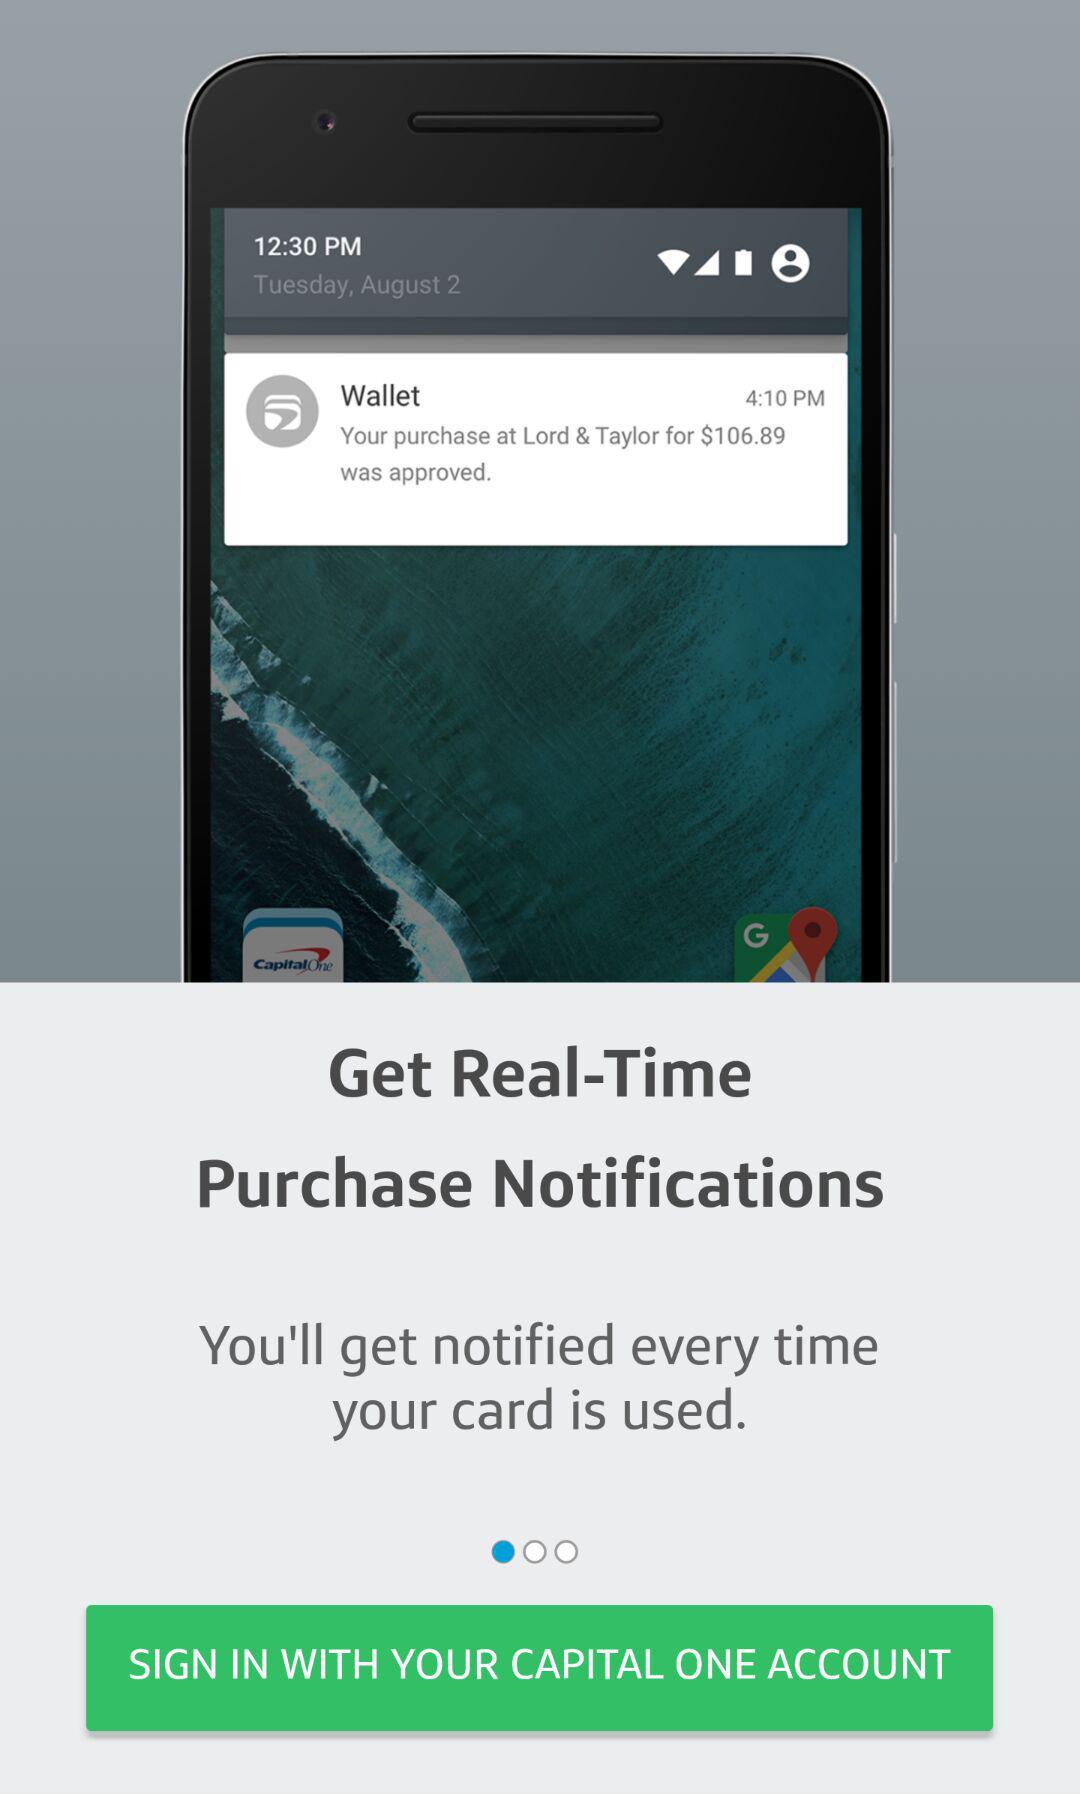 12:30 PM
Tuesday, August 2
Wallet
4:10 PM
Your purchase at Lord & Taylor for $106.89
was approved.
CapitalOne
G
Get Real-Time
Purchase Notifications
You'll get notified every time
your card is used.
SIGN IN WITH YOUR CAPITAL ONE ACCOUNT